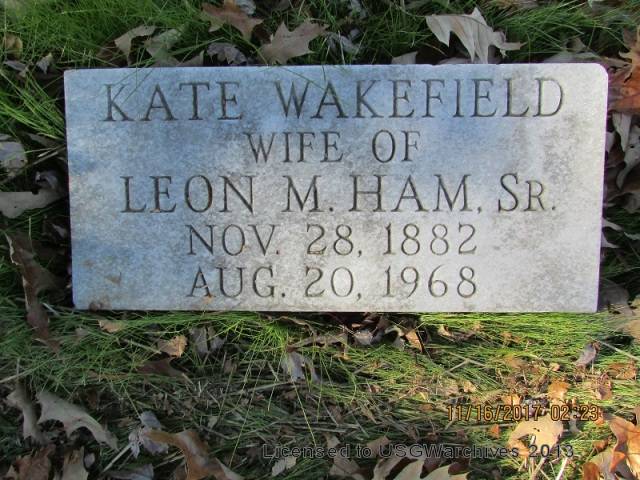 KATE WAKEFIELD
WIFE OF
LEON M. HAM, SR.
NOV. 28, 1882
AUG. 20, 1968
11/16/2017 02:23
Licensed to USGWarchives 2013